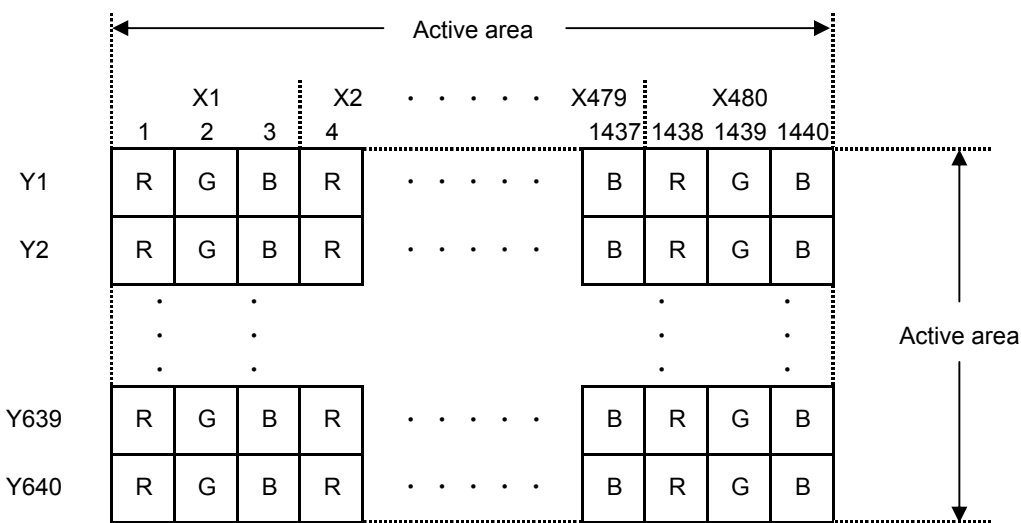 Active area
X1 X2 · · · · · X479 X480
1 2 3 4 1437 1438 1439 1440
Y1 R G B R · · · · · B R G B
Y2 R G B R · · · · · B R G B
Active area
Y639 R G B R · · · · · B R G B
Y640 R G B R · · · · · B R G B